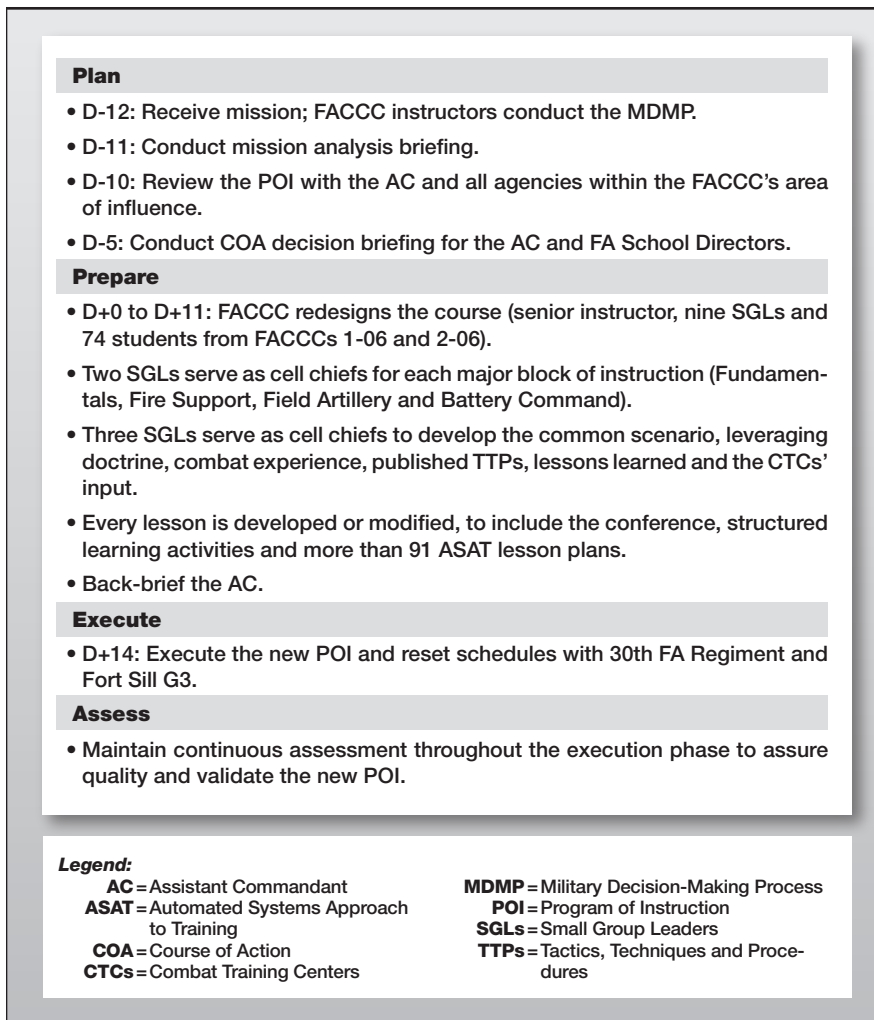 Plan
• D-12: Receive mission; FACCC instructors conduct the MDMP.
• D-11: Conduct mission analysis briefing.
• D-10: Review the POI with the AC and all agencies within the FACCC's area
of influence.
• D-5: Conduct COA decision briefing for the AC and FA School Directors.
Prepare
• D+0 to D+11: FACCC redesigns the course (senior instructor, nine SGLs and
74 students from FACCCs 1-06 and 2-06).
• Two SGLs serve as cell chiefs for each major block of instruction (Fundamen-
tals, Fire Support, Field Artillery and Battery Command).
• Three SGLs serve as cell chiefs to develop the common scenario, leveraging
doctrine, combat experience, published TTPs, lessons learned and the CTCs'
input.
• Every lesson is developed or modified, to include the conference, structured
learning activities and more than 91 ASAT lesson plans.
• Back-brief the AC.
Execute
• D+14: Execute the new POI and reset schedules with 30th FA Regiment and
Fort Sill G3.
Assess
• Maintain continuous assessment throughout the execution phase to assure
quality and validate the new POI.
Legend:
AC = Assistant Commandant
ASAT = Automated Systems Approach
to Training
COA = Course of Action
CTCs = Combat Training Centers
MDMP = Military Decision-Making Process
POI = Program of Instruction
SGLs = Small Group Leaders
TTPs = Tactics, Techniques and Proce-
dures